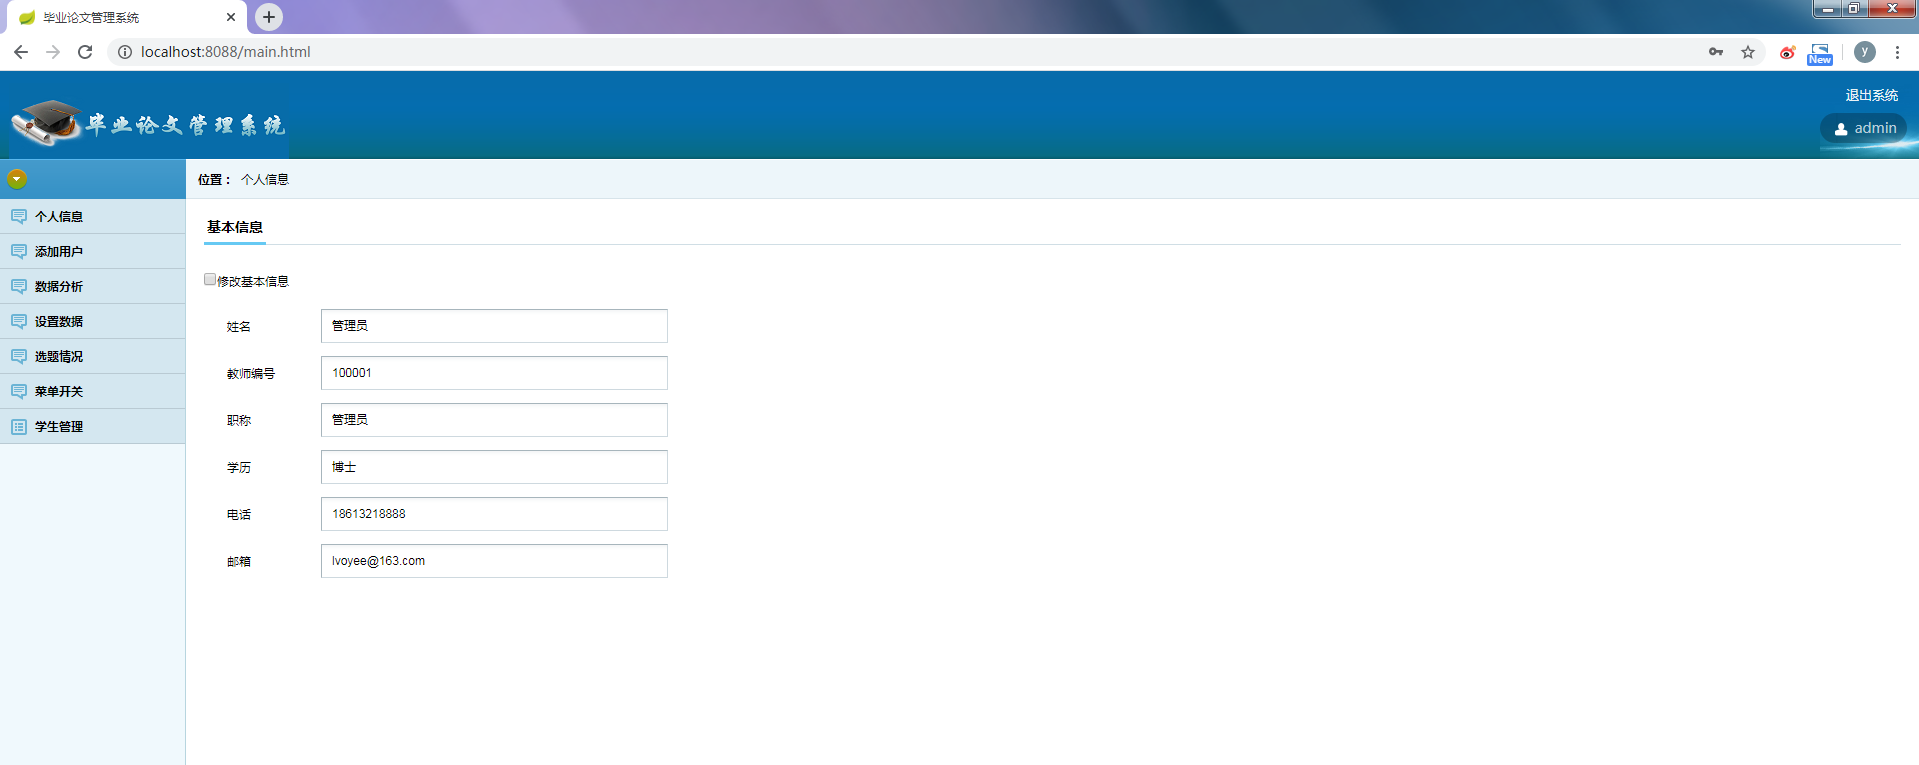 毕业论文管理系统
localhost:8088/main.html
New
y
毕业论文管理系统
退出系统
admin
位置： 个人信息
个人信息
添加用户
数据分析
设置数据
选题情况
菜单开关
学生管理
基本信息
修改基本信息
姓名 管理员
教师编号 100001
职称 管理员
学历 博士
电话 18613218888
邮箱 lvoyee@163.com